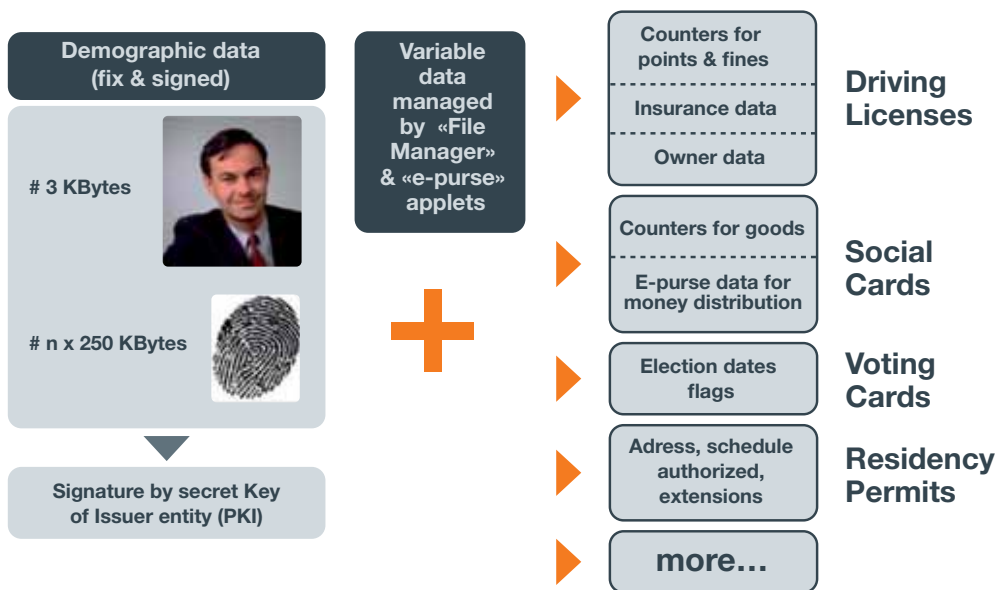 Demographic data
(fix & signed)
# 3 KBytes
# n x 250 KBytes
Signature by secret Key
of Issuer entity (PKI)
Variable
data
managed
by «File
Manager»
& «e-purse»
applets
Counters for
points & fines
Insurance data
Owner data
Driving
Licenses
Counters for goods
E-purse data for
money distribution
Social
Cards
Election dates
flags
Voting
Cards
Adress, schedule
authorized,
extensions
Residency
Permits
more...